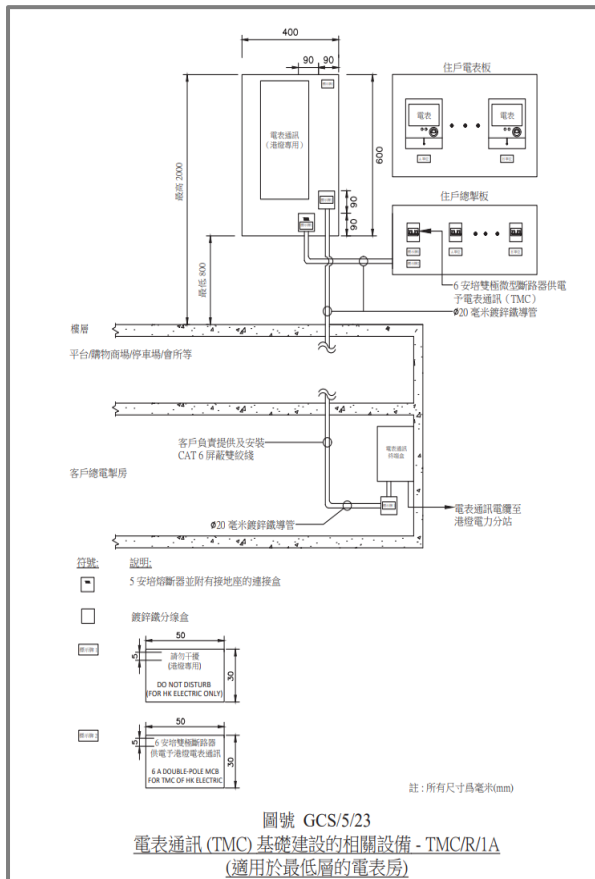 400
90
90
住戶電表板
電表
電表
電表通訊
(港燈專用)
600
最高 2000
90
90
住戶總掣板
最低 800
6 安培雙極微型斷路器供電
予電表通訊（TMC）
Ø20 毫米鍍鋅鐵導管
樓層
平台/購物商場/停車場/會所等
客戶負責提供及安裝
CAT 6 屏蔽雙絞綫
電表通訊
終端盒
客戶總電掣房
電表通訊電纜至
港燈電力分站
Ø20 毫米鍍鋅鐵導管
符號:
說明:
5 安培熔斷器並附有接地座的連接盒
鍍鋅鐵分線盒
標示牌 1
50
5
請勿干擾
(港燈專用)
DO NOT DISTURB
(FOR HK ELECTRIC ONLY)
30
標示牌 2
50
5
6 安培雙極斷路器
供電予港燈電表通訊
6 A DOUBLE-POLE MCB
FOR TMC OF HK ELECTRIC
30
註 : 所有尺寸爲毫米(mm)
圖號 GCS/5/23
電表通訊 (TMC) 基礎建設的相關設備 - TMC/R/1A
(適用於最低層的電表房)